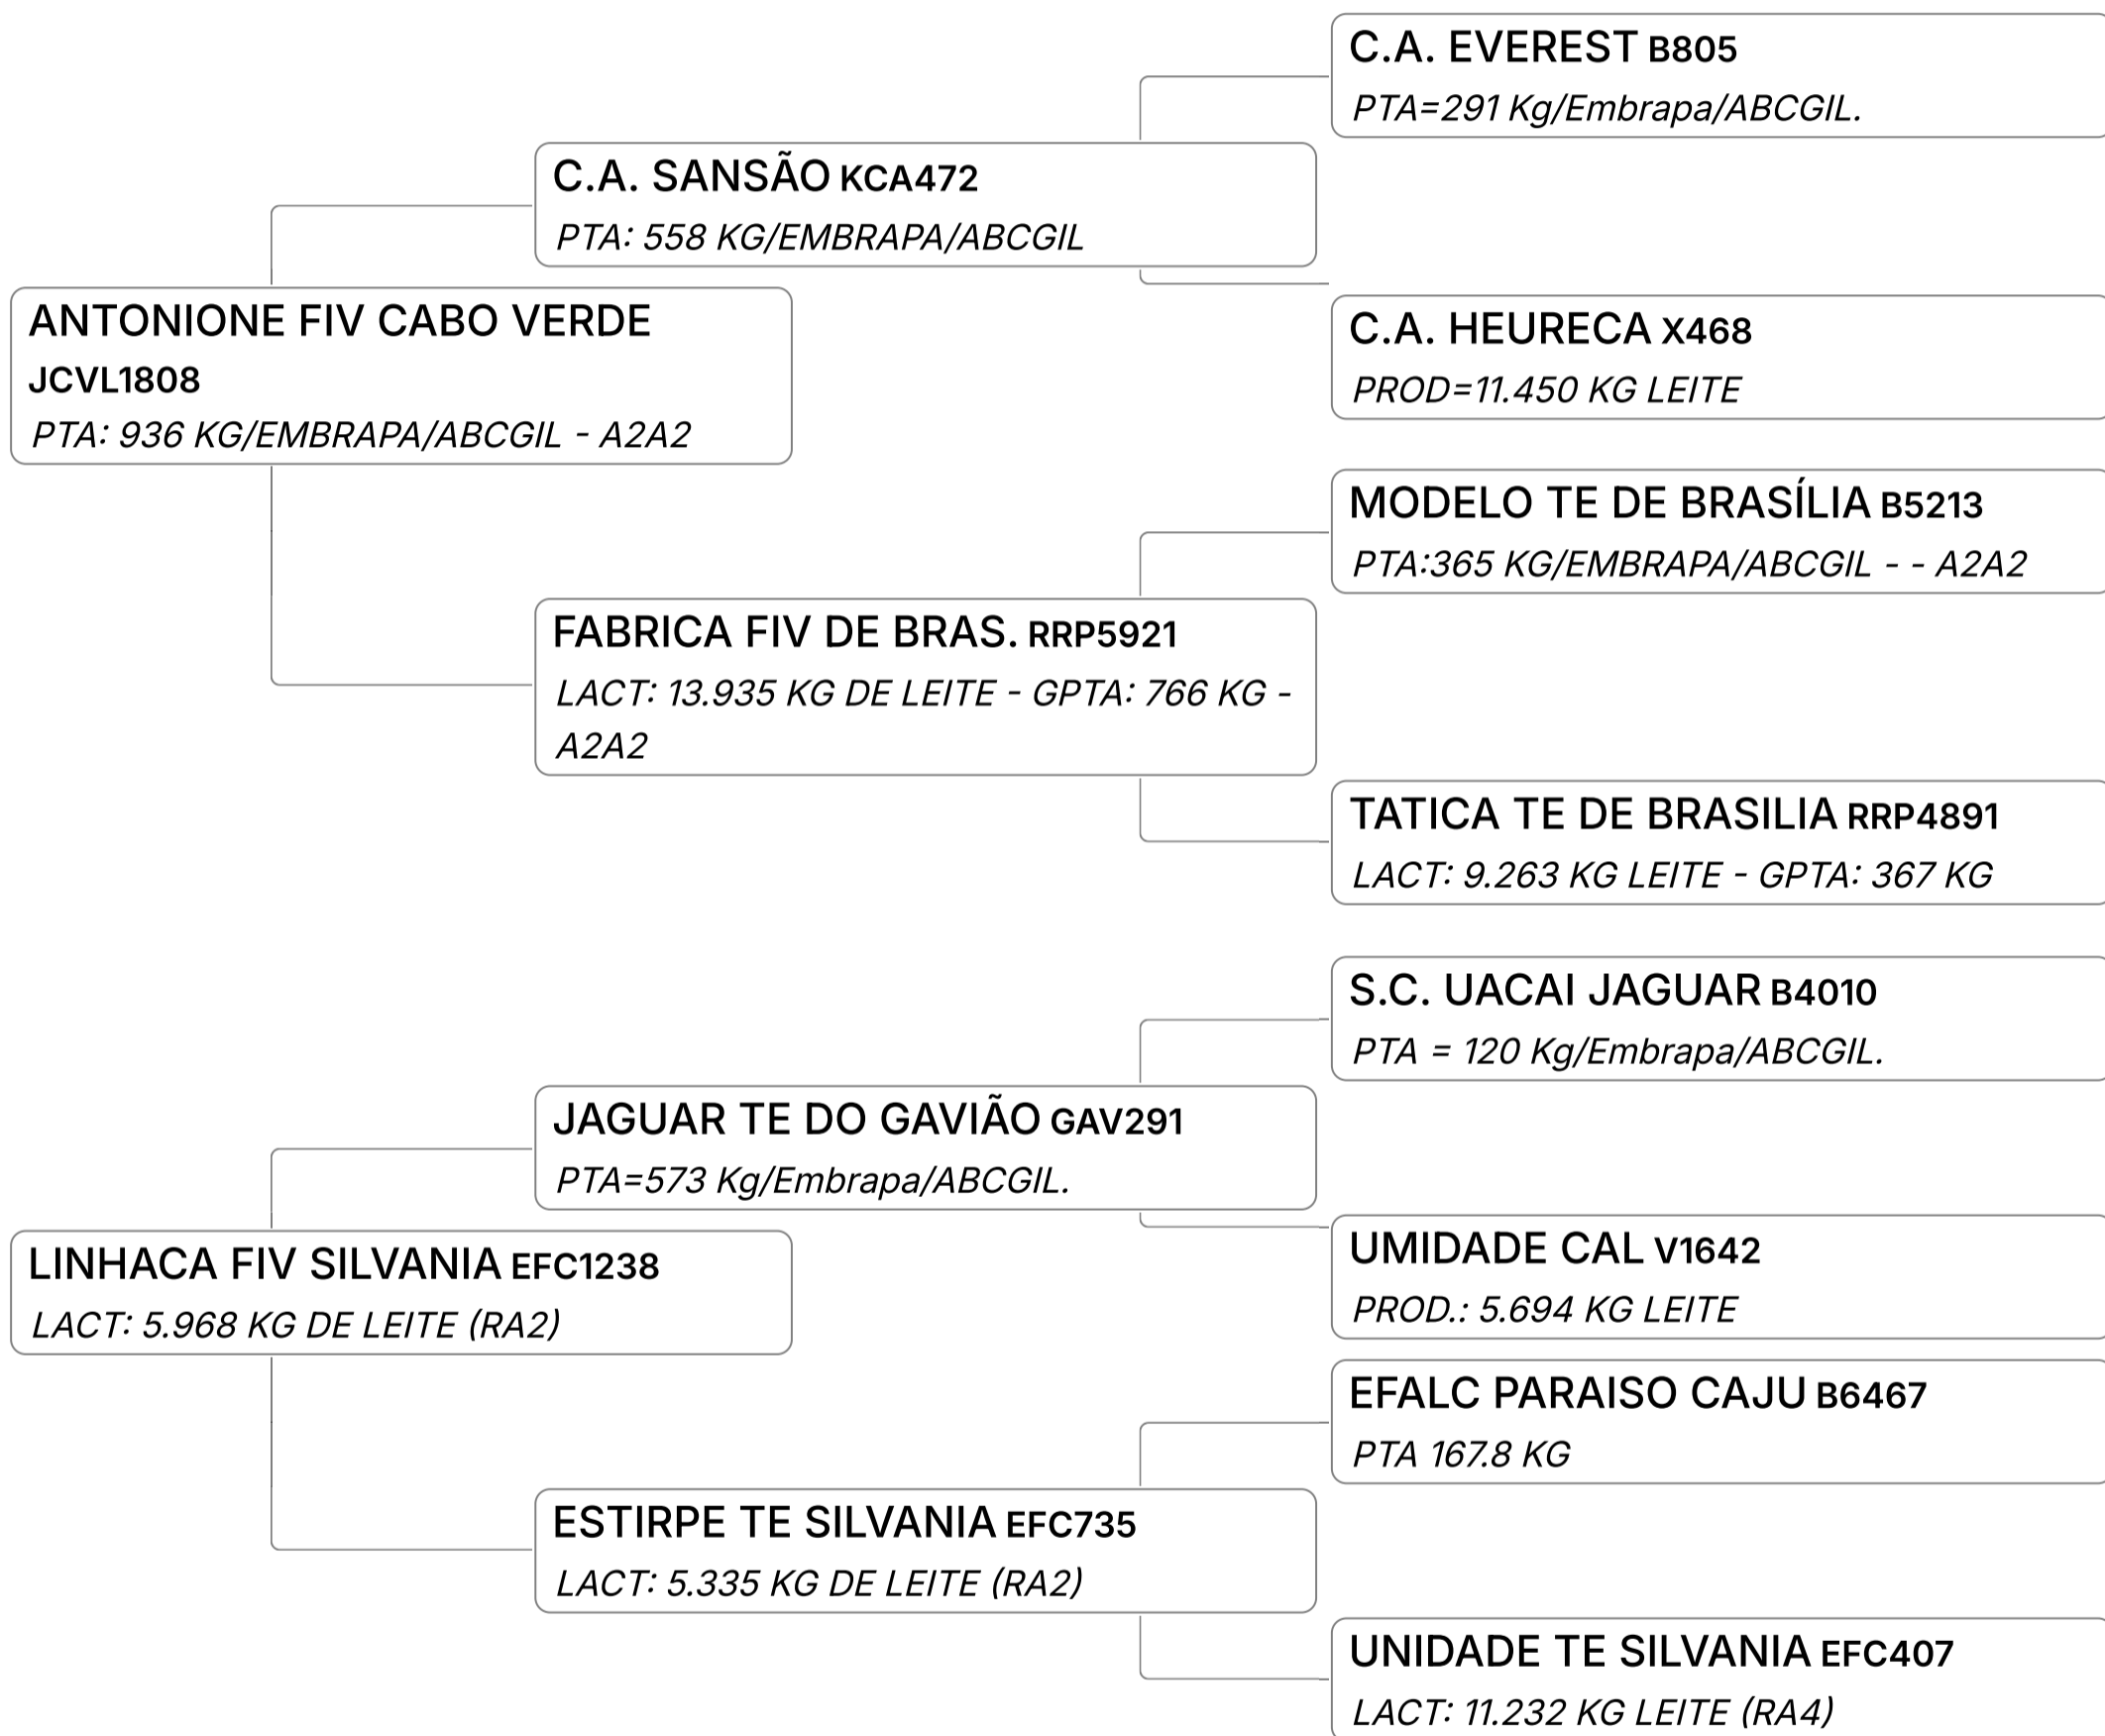 C.A. EVEREST B805
PTA=291 Kg/Embrapa/ABCGIL.
C.A. SANSÃO KCA472
PTA: 558 KG/EMBRAPA/ABCGIL
C.A. HEURECA X468
PROD=11.450 KG LEITE
ANTONIONE FIV CABO VERDE
JCVL1808
PTA: 936 KG/EMBRAPA/ABCGIL - A2A2
MODELO TE DE BRASÍLIA B5213
PTA:365 KG/EMBRAPA/ABCGIL - - A2A2
FABRICA FIV DE BRAS. RRP5921
LACT: 13.935 KG DE LEITE - GPTA: 766 KG -
A2A2
TATICA TE DE BRASILIA RRP4891
LACT: 9.263 KG LEITE - GPTA: 367 KG
S.C. UACAI JAGUAR B4010
PTA = 120 Kg/Embrapa/ABCGIL.
JAGUAR TE DO GAVIÃO GAV291
PTA=573 Kg/Embrapa/ABCGIL.
UMIDADE CAL V1642
PROD.: 5.694 KG LEITE
LINHACA FIV SILVANIA EFC1238
LACT: 5.968 KG DE LEITE (RA2)
EFALC PARAISO CAJU B6467
PTA 167.8 KG
ESTIRPE TE SILVANIA EFC735
LACT: 5.335 KG DE LEITE (RA2)
UNIDADE TE SILVANIA EFC407
LACT: 11.232 KG LEITE (RA4)